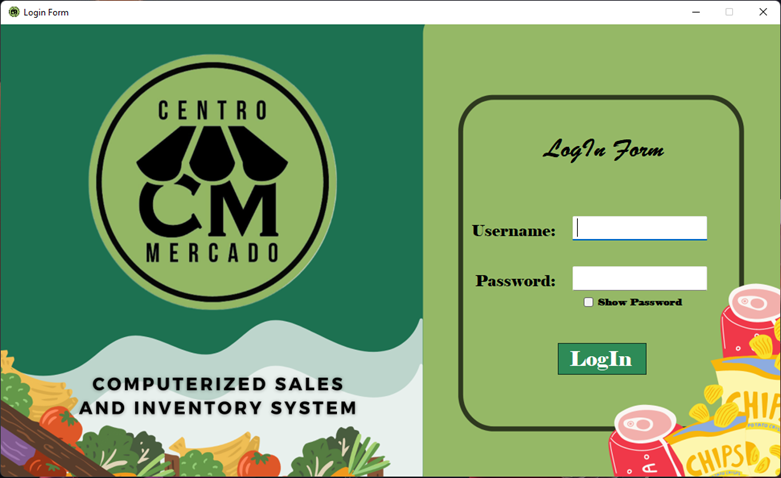 Login Form
CENTRO
CM
MERCADO
COMPUTERIZED SALES
AND INVENTORY SYSTEM
LogIn Form
Username:
Password:
Show Password
LogIn
CHIPS
CHIPS